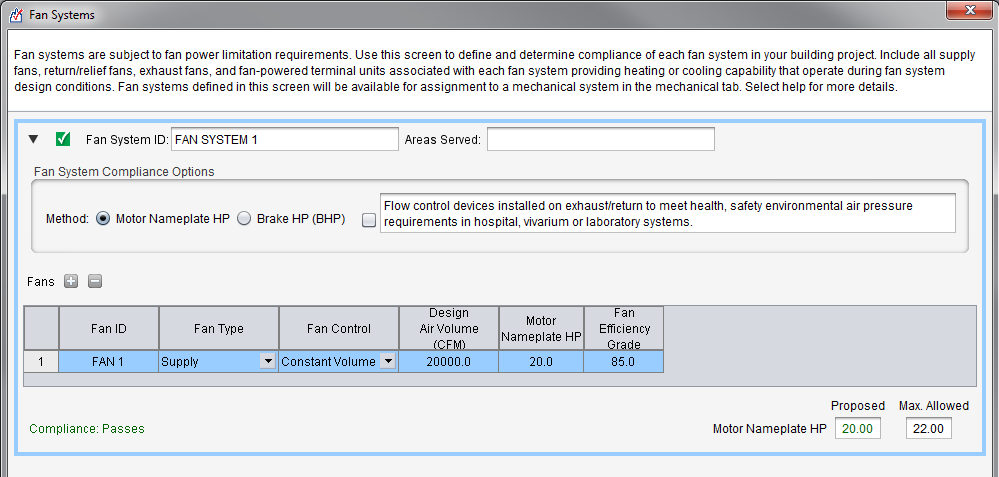 Fan Systems
Fan systems are subject to fan power limitation requirements. Use this screen to define and determine compliance of each fan system in your building project. Include all supply
fans, return/relief fans, exhaust fans, and fan-powered terminal units associated with each fan system providing heating or cooling capability that operate during fan system
design conditions. Fan systems defined in this screen will be available for assignment to a mechanical system in the mechanical tab. Select help for more details.
Fan System ID: FAN SYSTEM 1 Areas Served:
Fan System Compliance Options
Method: Motor Nameplate HP Brake HP (BHP)
Flow control devices installed on exhaust/return to meet health, safety environmental air pressure
requirements in hospital, vivarium or laboratory systems.
Fans
Fan ID Fan Type Fan Control Design Air Volume (CFM) Motor Nameplate HP Fan Efficiency Grade
1 FAN 1 Supply Constant Volume 20000.0 20.0 85.0
Proposed Max. Allowed
Compliance: Passes Motor Nameplate HP 20.00 22.00